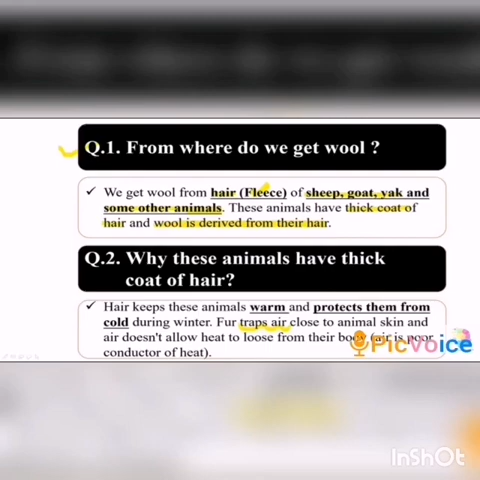 Q.1. From where do we get wool ?
✓ We get wool from hair (Fleece) of sheep, goat, yak and
some other animals. These animals have thick coat of
hair and wool is derived from their hair.
Q.2. Why these animals have thick
coat of hair?
✓ Hair keeps these animals warm and protects them from
cold during winter. Fur traps air close to animal skin and
air doesn't allow heat to loose from their body (air is poor
conductor of heat).
Picvoice
InShOt